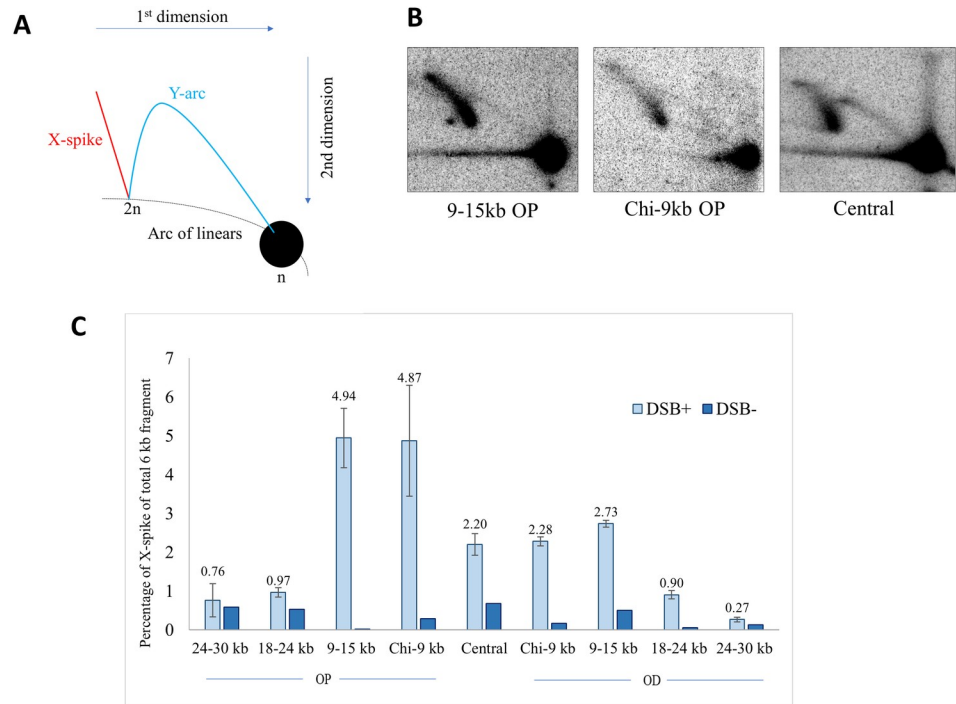 A
1st dimension
2nd dimension
Y-arc
X-spike
2n
Arc of linears
n
B
9-15kb OP
Chi-9kb OP
Central
C
Percentage of X-spike of total 6 kb fragment
7
6
5
4
3
2
1
0
DSB+ DSB-
0.76
0.97
4.94
4.87
2.20
2.28
2.73
0.90
0.27
24-30 kb 18-24 kb 9-15 kb Chi-9 kb Central Chi-9 kb 9-15 kb 18-24 kb 24-30 kb
OP OD